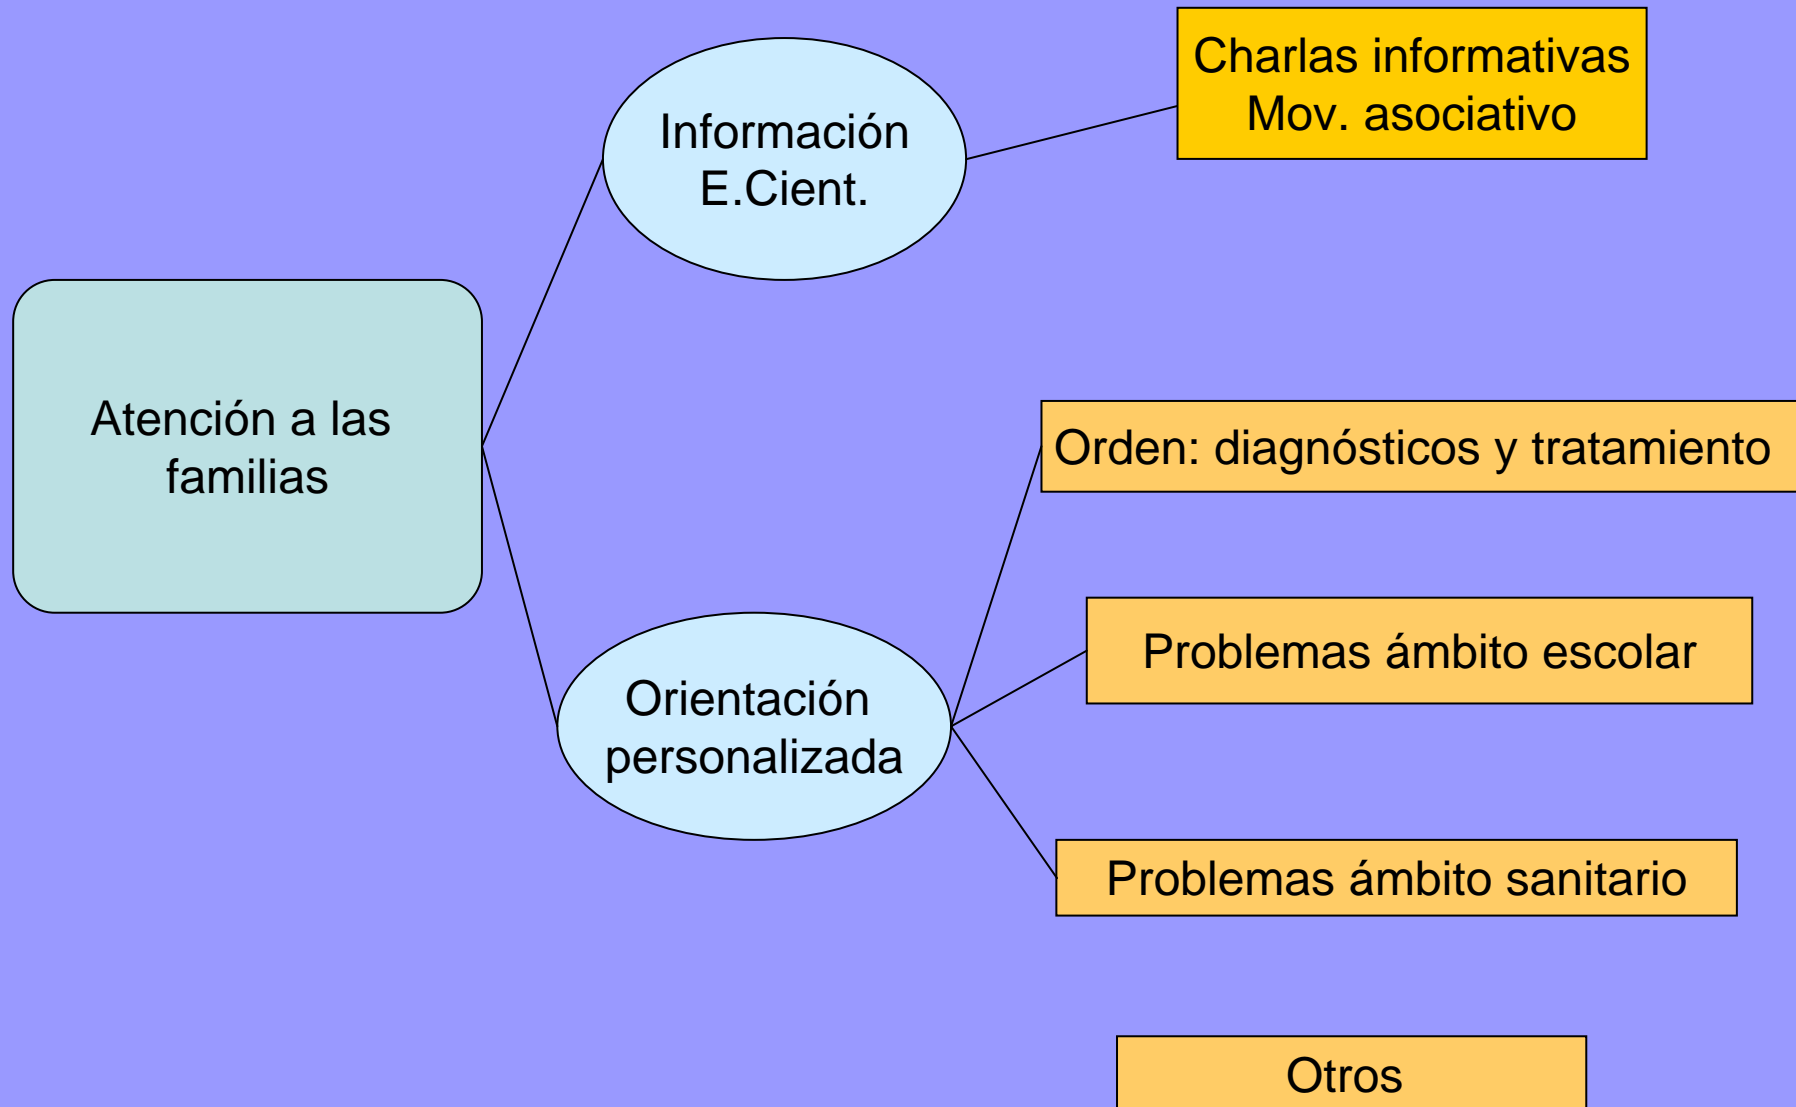 Charlas informativas
Mov. asociativo
Información
E.Cient.
Atención a las
familias
Orden: diagnósticos y tratamiento
Problemas ámbito escolar
Orientación
personalizada
Problemas ámbito sanitario
Otros